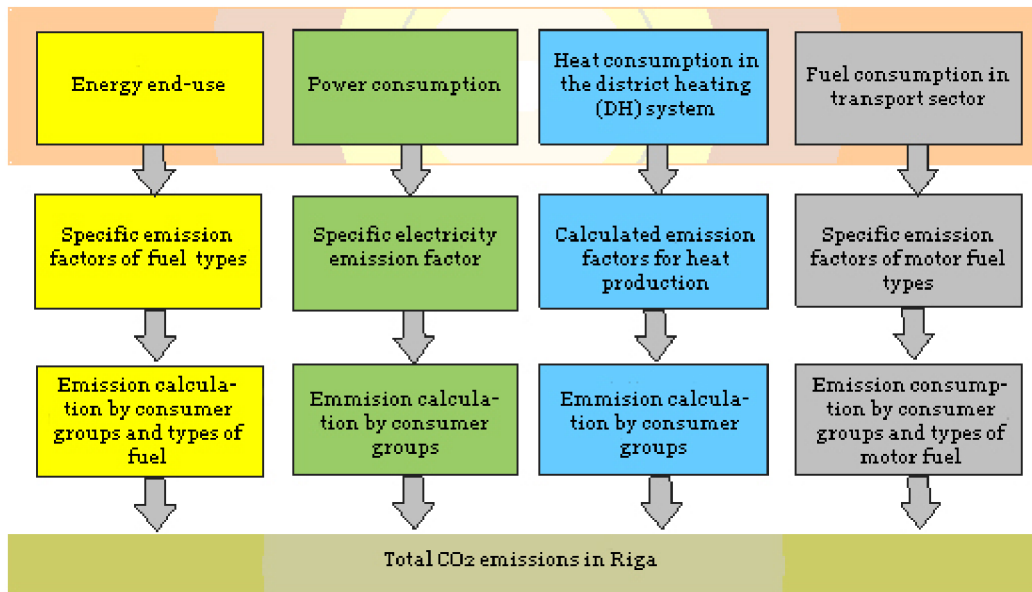 Energy end-use
Power consumption
Heat consumption in
the district heating
(DH) system
Fuel consumption in
transport sector
Specific emission
factors of fuel types
Specific electricity
emission factor
Calculated emission
factors for heat
production
Specific emission
factors of motor fuel
types
Emission calcula-
tion by consumer
groups and types of
fuel
Emmision calcula-
tion by consumer
groups
Emmision calcula-
tion by consumer
groups
Emission consump-
tion by consumer
groups and types of
motor fuel
Total CO2 emissions in Riga